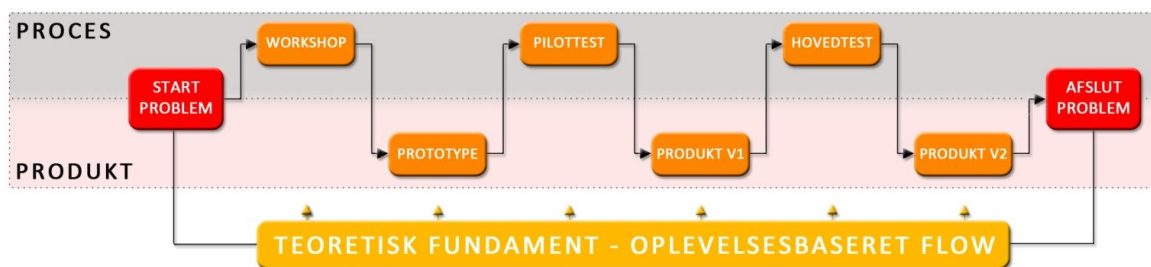 PROCES
WORKSHOP
PILOTTEST
HOVEDTEST
START
PROBLEM
AFSLUT
PROBLEM
PROTOTYPE
PRODUKT V1
PRODUKT V2
PRODUKT
TEORETISK FUNDAMENT - OPLEVELSESBASERET FLOW